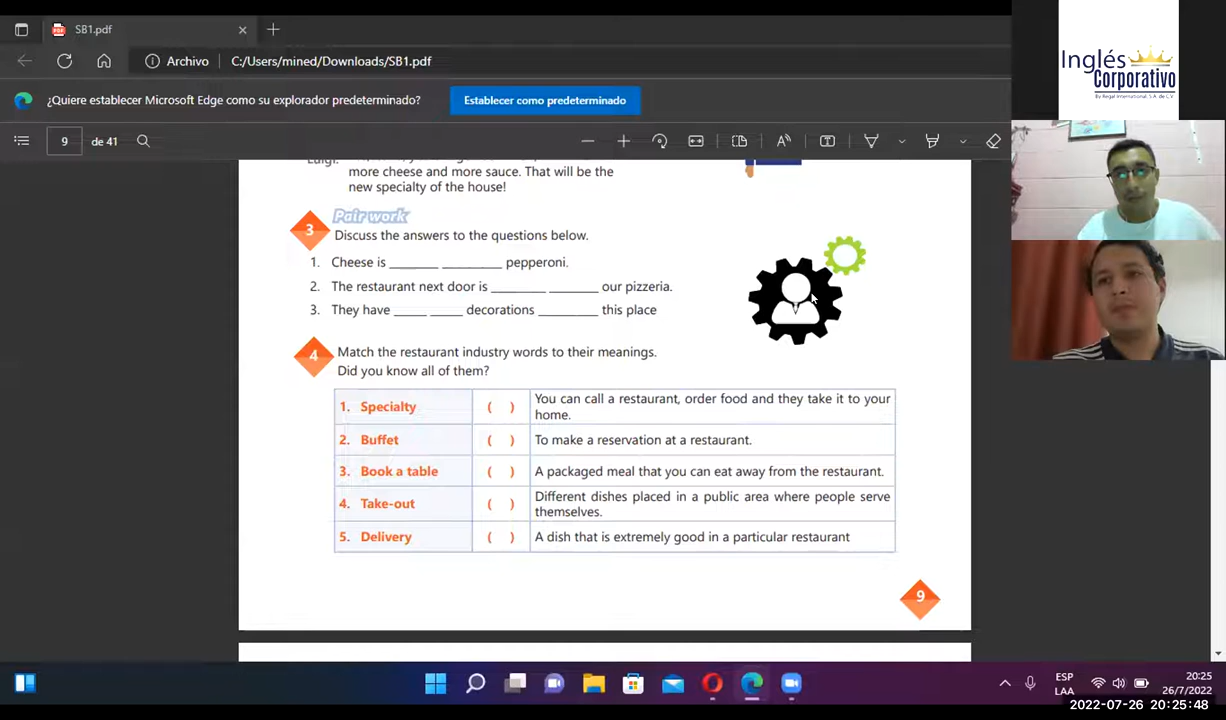 SB1.pdf
Archivo
C:/Users/mined/Downloads/SB1.pdf
¿Quiere establecer Microsoft Edge como su explorador predeterminado?
Establecer como predeterminado
9 de 41
more cheese and more sauce. That will be the
new specialty of the house!
3 Pair work
Discuss the answers to the questions below.
1. Cheese is ________ __________ pepperoni.
2. The restaurant next door is _________ ________ our pizzeria.
3. They have _____ _____ decorations __________ this place
4 Match the restaurant industry words to their meanings.
Did you know all of them?
1. Specialty ( ) You can call a restaurant, order food and they take it to your
home.
2. Buffet ( ) To make a reservation at a restaurant.
3. Book a table ( ) A packaged meal that you can eat away from the restaurant.
4. Take-out ( ) Different dishes placed in a public area where people serve
themselves.
5. Delivery ( ) A dish that is extremely good in a particular restaurant
9
Inglés
Corporativo
By Regal International, S.A. de C.V.
ESP
LAA
20:25
26/7/2022
2022-07-26 20:25:48